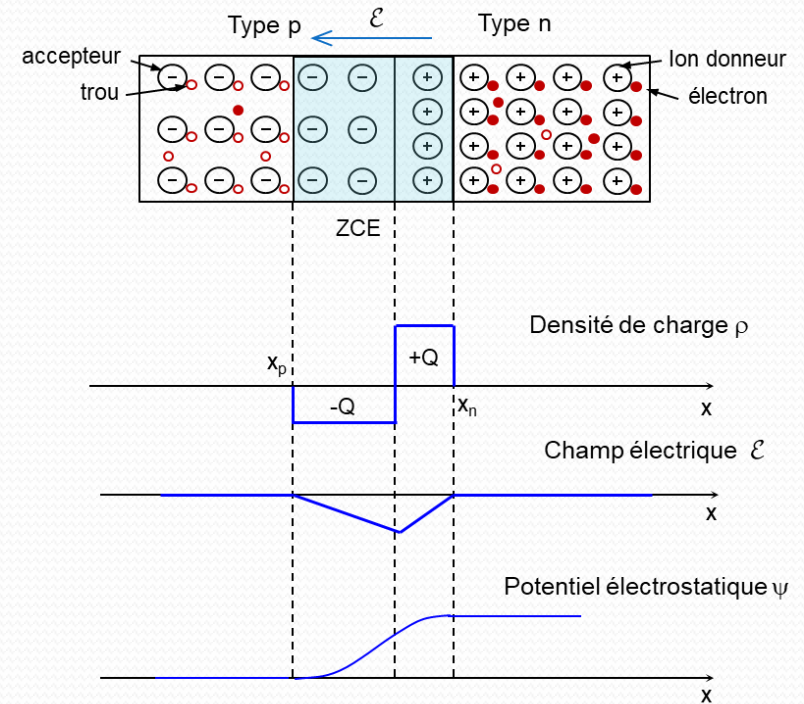 Type p
ℰ
Type n
accepteur
trou
Ion donneur
électron
− − − − − + + + + +
+ + + + +
− − − − −
+ + + + +
− − − − − + + + + +
ZCE
Densité de charge ρ
xₚ
+Q
-Q
xₙ
x
Champ électrique ℰ
x
Potentiel électrostatique ψ
x